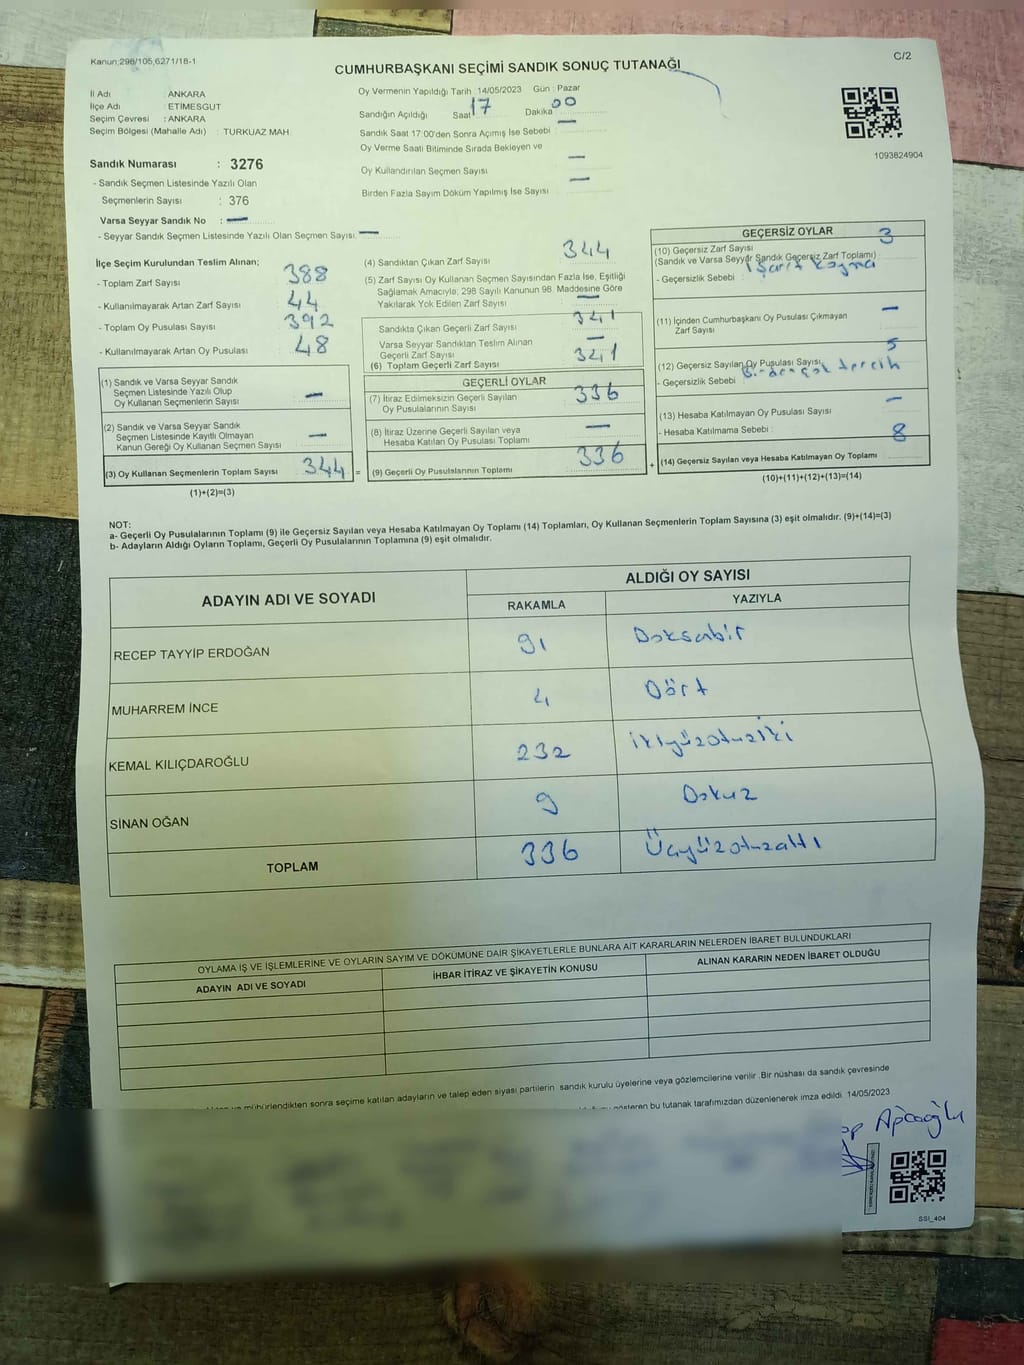 Kanun;298/105,6271/18-1
C/2
CUMHURBAŞKANI SEÇİMİ SANDIK SONUÇ TUTANAĞI
İl Adı : ANKARA
İlçe Adı : ETİMESGUT
Seçim Çevresi : ANKARA
Seçim Bölgesi (Mahalle Adı) : TURKUAZ MAH.
Sandık Numarası : 3276
- Sandık Seçmen Listesinde Yazılı Olan
Seçmenlerin Sayısı : 376
Varsa Seyyar Sandık No : —
- Seyyar Sandık Seçmen Listesinde Yazılı Olan Seçmen Sayısı: —
Oy Vermenin Yapıldığı Tarih : 14/05/2023 Gün : Pazar
Sandığın Açıldığı Saat 17 Dakika 00
Sandık Saat 17:00'den Sonra Açımış İse Sebebi : —
Oy Verme Saati Bitiminde Sırada Bekleyen ve
Oy Kullandırılan Seçmen Sayısı —
Birden Fazla Sayım Döküm Yapılmış İse Sayısı —
1093824904
İlçe Seçim Kurulundan Teslim Alınan;
- Toplam Zarf Sayısı 388
- Kullanılmayarak Artan Zarf Sayısı : 44
- Toplam Oy Pusulası Sayısı 392
- Kullanılmayarak Artan Oy Pusulası : 48
(1) Sandık ve Varsa Seyyar Sandık
Seçmen Listesinde Yazılı Olup
Oy Kullanan Seçmenlerin Sayısı —
(2) Sandık ve Varsa Seyyar Sandık
Seçmen Listesinde Kayıtlı Olmayan
Kanun Gereği Oy Kullanan Seçmen Sayısı —
(3) Oy Kullanan Seçmenlerin Toplam Sayısı 344 =
(1)+(2)=(3)
(4) Sandıktan Çıkan Zarf Sayısı 344
(5) Zarf Sayısı Oy Kullanan Seçmen Sayısından Fazla İse, Eşitliği
Sağlamak Amacıyla, 298 Sayılı Kanunun 98. Maddesine Göre
Yakılarak Yok Edilen Zarf Sayısı : —
Sandıkta Çıkan Geçerli Zarf Sayısı 341
Varsa Seyyar Sandıktan Teslim Alınan
Geçerli Zarf Sayısı : —
(6) Toplam Geçerli Zarf Sayısı 341
GEÇERLİ OYLAR
(7) İtiraz Edilmeksizin Geçerli Sayılan
Oy Pusulalarının Sayısı 336
(8) İtiraz Üzerine Geçerli Sayılan veya
Hesaba Katılan Oy Pusulası Toplamı —
(9) Geçerli Oy Pusulalarının Toplamı 336 +
GEÇERSİZ OYLAR
(10) Geçersiz Zarf Sayısı 3
(Sandık ve Varsa Seyyar Sandık Geçersiz Zarf Toplamı)
- Geçersizlik Sebebi :
(11) İçinden Cumhurbaşkanı Oy Pusulası Çıkmayan
Zarf Sayısı —
(12) Geçersiz Sayılan Oy Pusulası Sayısı 5
- Geçersizlik Sebebi Birden çok tercih
(13) Hesaba Katılmayan Oy Pusulası Sayısı —
- Hesaba Katılmama Sebebi :
(14) Geçersiz Sayılan veya Hesaba Katılmayan Oy Toplamı 8
(10)+(11)+(12)+(13)=(14)
NOT:
a- Geçerli Oy Pusulalarının Toplamı (9) ile Geçersiz Sayılan veya Hesaba Katılmayan Oy Toplamı (14) Toplamları, Oy Kullanan Seçmenlerin Toplam Sayısına (3) eşit olmalıdır. (9)+(14)=(3)
b- Adayların Aldığı Oyların Toplamı, Geçerli Oy Pusulalarının Toplamına (9) eşit olmalıdır.
ADAYIN ADI VE SOYADI ALDIĞI OY SAYISI
RAKAMLA YAZIYLA
RECEP TAYYİP ERDOĞAN 91 Doksabir
MUHARREM İNCE 4 Dört
KEMAL KILIÇDAROĞLU 232 ikiyüzotuziki
SİNAN OĞAN 9 Dokuz
TOPLAM 336 Üçyüzotuzaltı
OYLAMA İŞ VE İŞLEMLERİNE VE OYLARIN SAYIM VE DÖKÜMÜNE DAİR ŞİKAYETLERLE BUNLARA AİT KARARLARIN NELERDEN İBARET BULUNDUKLARI
ADAYIN ADI VE SOYADI İHBAR İTİRAZ VE ŞİKAYETİN KONUSU ALINAN KARARIN NEDEN İBARET OLDUĞU
mühürlendikten sonra seçime katılan adayların ve talep eden siyasi partilerin sandık kurulu üyelerine veya gözlemcilerine verilir. Bir nüshası da sandık çevresinde
gösteren bu tutanak tarafımızdan düzenlenerek imza edildi. 14/05/2023
SSI_404